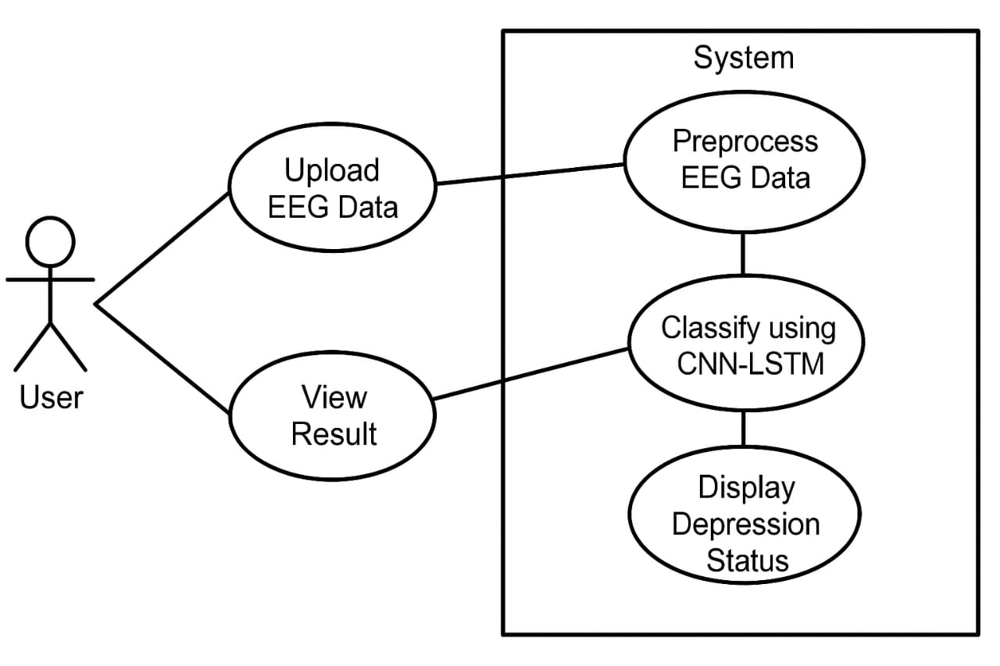 System
Preprocess
EEG Data
Upload
EEG Data
Classify using
CNN-LSTM
User
View
Result
Display
Depression
Status